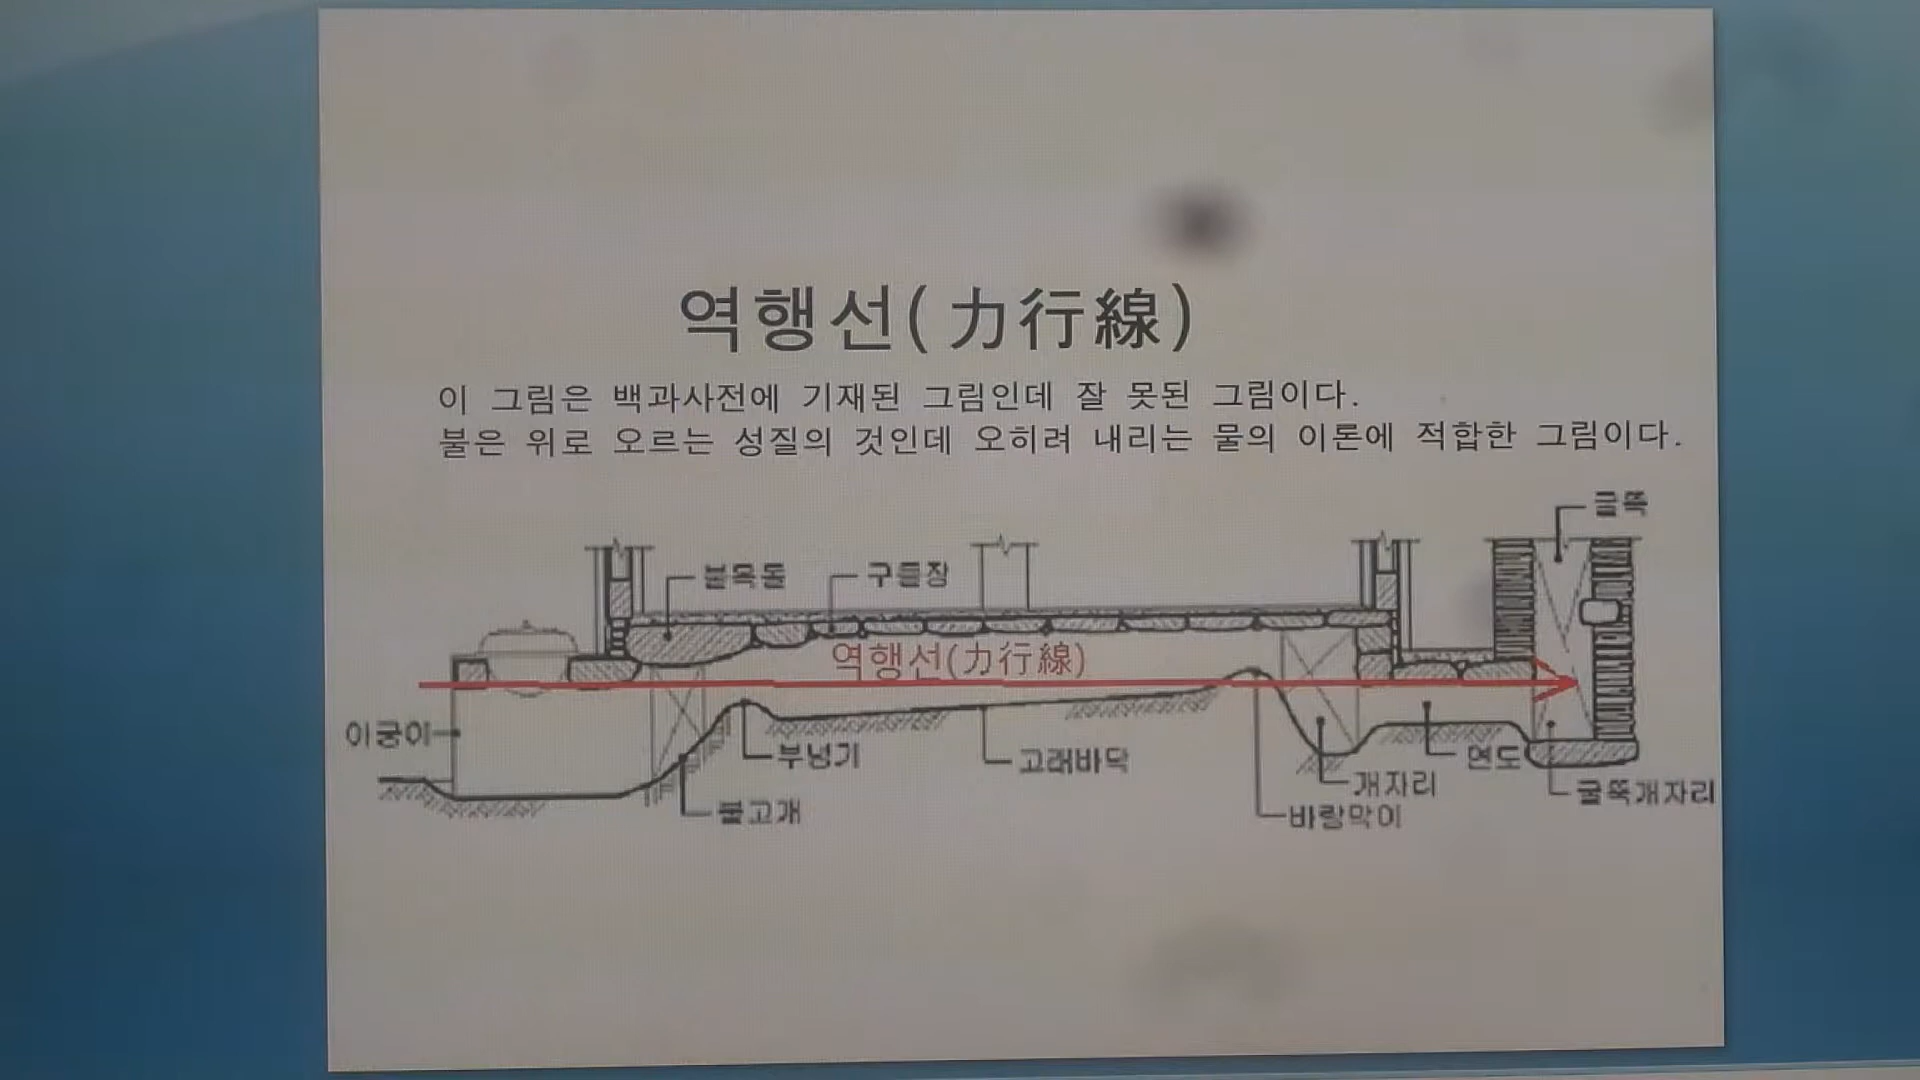 역행선(力行線)
이 그림은 백과사전에 기재된 그림인데 잘 못된 그림이다.
불은 위로 오르는 성질의 것인데 오히려 내리는 물의 이론에 적합한 그림이다.
굴뚝
불목돌
구들장
역행선(力行線)
이궁이
부넘기
고래바닥
연도
개자리
굴뚝개자리
불고개
바람막이